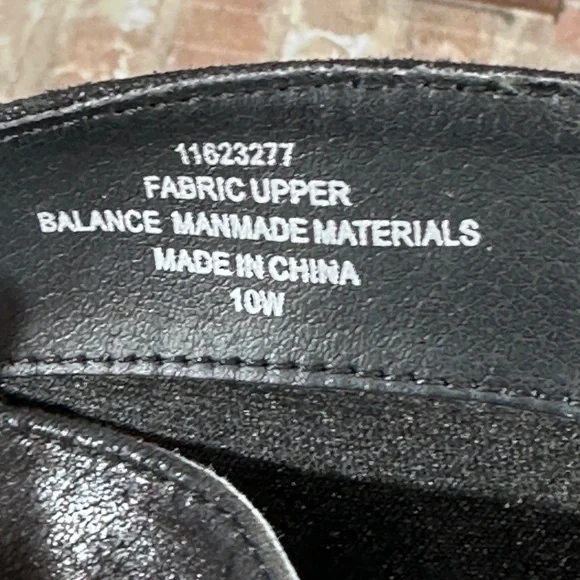 11623277
FABRIC UPPER
BALANCE MANMADE MATERIALS
MADE IN CHINA
10W